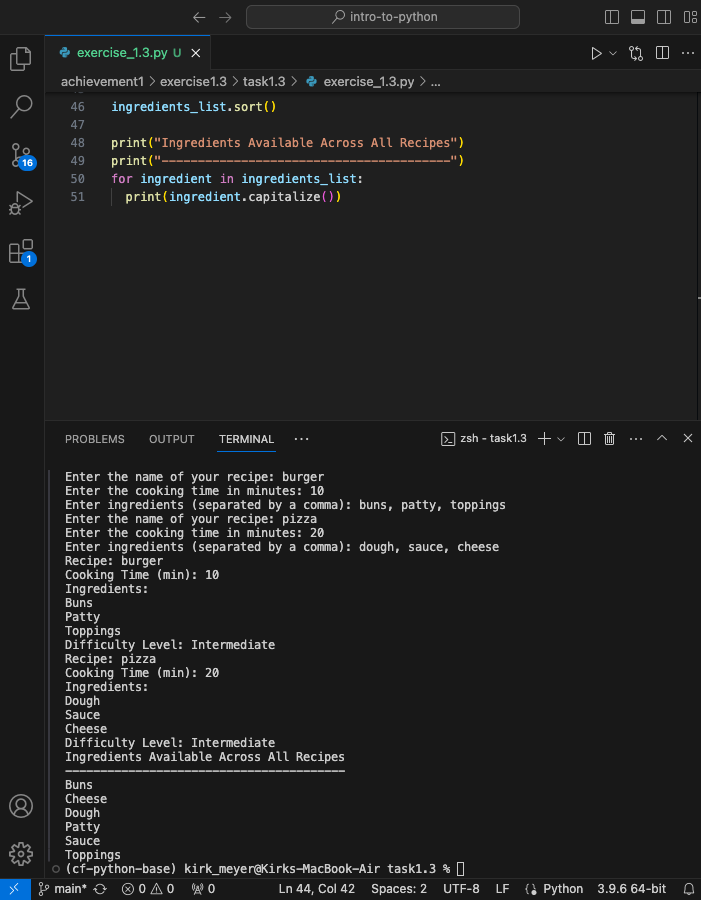 intro-to-python
exercise_1.3.py U
achievement1 > exercise1.3 > task1.3 > exercise_1.3.py > ...
46 ingredients_list.sort()
47
48 print("Ingredients Available Across All Recipes")
49 print("----------------------------------------")
50 for ingredient in ingredients_list:
51 print(ingredient.capitalize())
16
1
PROBLEMS OUTPUT TERMINAL ··· zsh - task1.3
Enter the name of your recipe: burger
Enter the cooking time in minutes: 10
Enter ingredients (separated by a comma): buns, patty, toppings
Enter the name of your recipe: pizza
Enter the cooking time in minutes: 20
Enter ingredients (separated by a comma): dough, sauce, cheese
Recipe: burger
Cooking Time (min): 10
Ingredients:
Buns
Patty
Toppings
Difficulty Level: Intermediate
Recipe: pizza
Cooking Time (min): 20
Ingredients:
Dough
Sauce
Cheese
Difficulty Level: Intermediate
Ingredients Available Across All Recipes
----------------------------------------
Buns
Cheese
Dough
Patty
Sauce
Toppings
(cf-python-base) kirk_meyer@Kirks-MacBook-Air task1.3 %
main* 0 0 0 Ln 44, Col 42 Spaces: 2 UTF-8 LF Python 3.9.6 64-bit